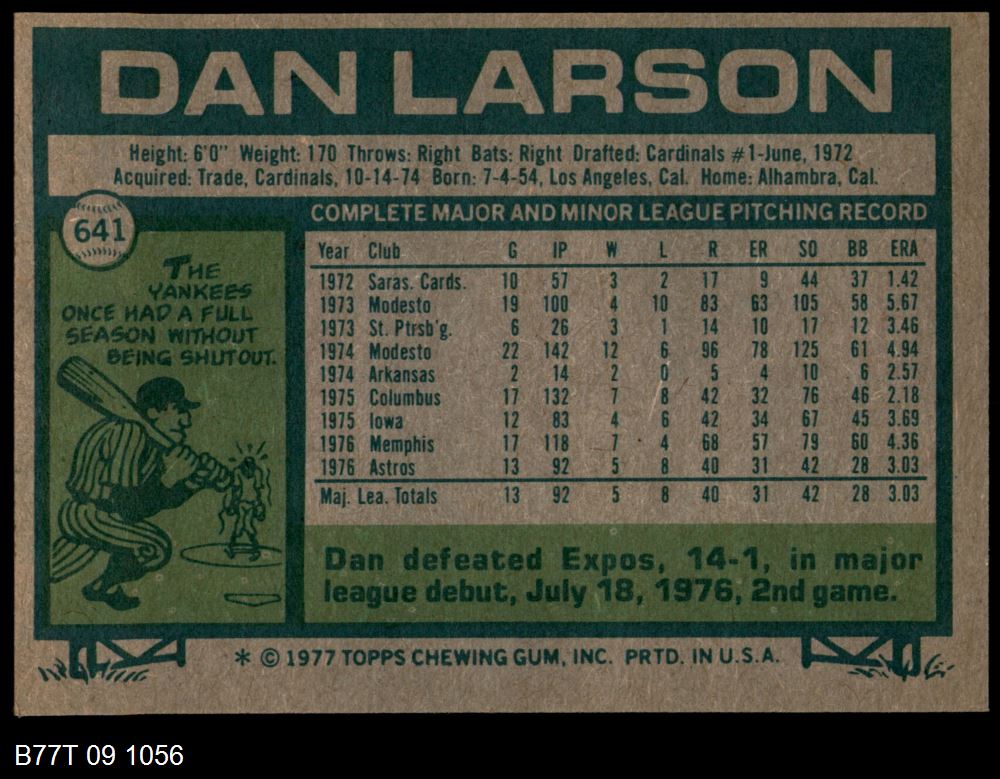 DAN LARSON
Height: 6'0" Weight: 170 Throws: Right Bats: Right Drafted: Cardinals #1-June, 1972
Acquired: Trade, Cardinals, 10-14-74 Born: 7-4-54, Los Angeles, Cal. Home: Alhambra, Cal.
641
THE
YANKEES
ONCE HAD A FULL
SEASON WITHOUT
BEING SHUTOUT.
COMPLETE MAJOR AND MINOR LEAGUE PITCHING RECORD
Year Club G IP W L R ER SO BB ERA
1972 Saras. Cards. 10 57 3 2 17 9 44 37 1.42
1973 Modesto 19 100 4 10 83 63 105 58 5.67
1973 St. Ptrsb'g. 6 26 3 1 14 10 17 12 3.46
1974 Modesto 22 142 12 6 96 78 125 61 4.94
1974 Arkansas 2 14 2 0 5 4 10 6 2.57
1975 Columbus 17 132 7 8 42 32 76 46 2.18
1975 Iowa 12 83 4 6 42 34 67 45 3.69
1976 Memphis 17 118 7 4 68 57 79 60 4.36
1976 Astros 13 92 5 8 40 31 42 28 3.03
Maj. Lea. Totals 13 92 5 8 40 31 42 28 3.03
Dan defeated Expos, 14-1, in major
league debut, July 18, 1976, 2nd game.
* © 1977 TOPPS CHEWING GUM, INC. PRTD. IN U.S.A.
B77T 09 1056